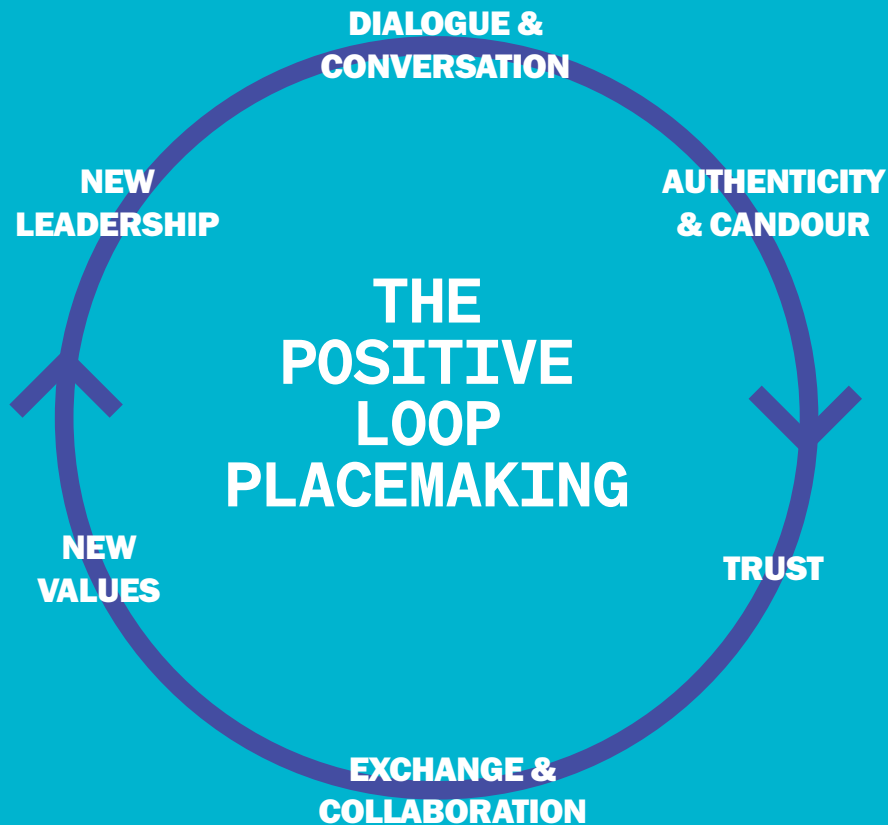 DIALOGUE &
CONVERSATION
NEW
LEADERSHIP
AUTHENTICITY
& CANDOUR
THE
POSITIVE
LOOP
PLACEMAKING
NEW
VALUES
TRUST
EXCHANGE &
COLLABORATION